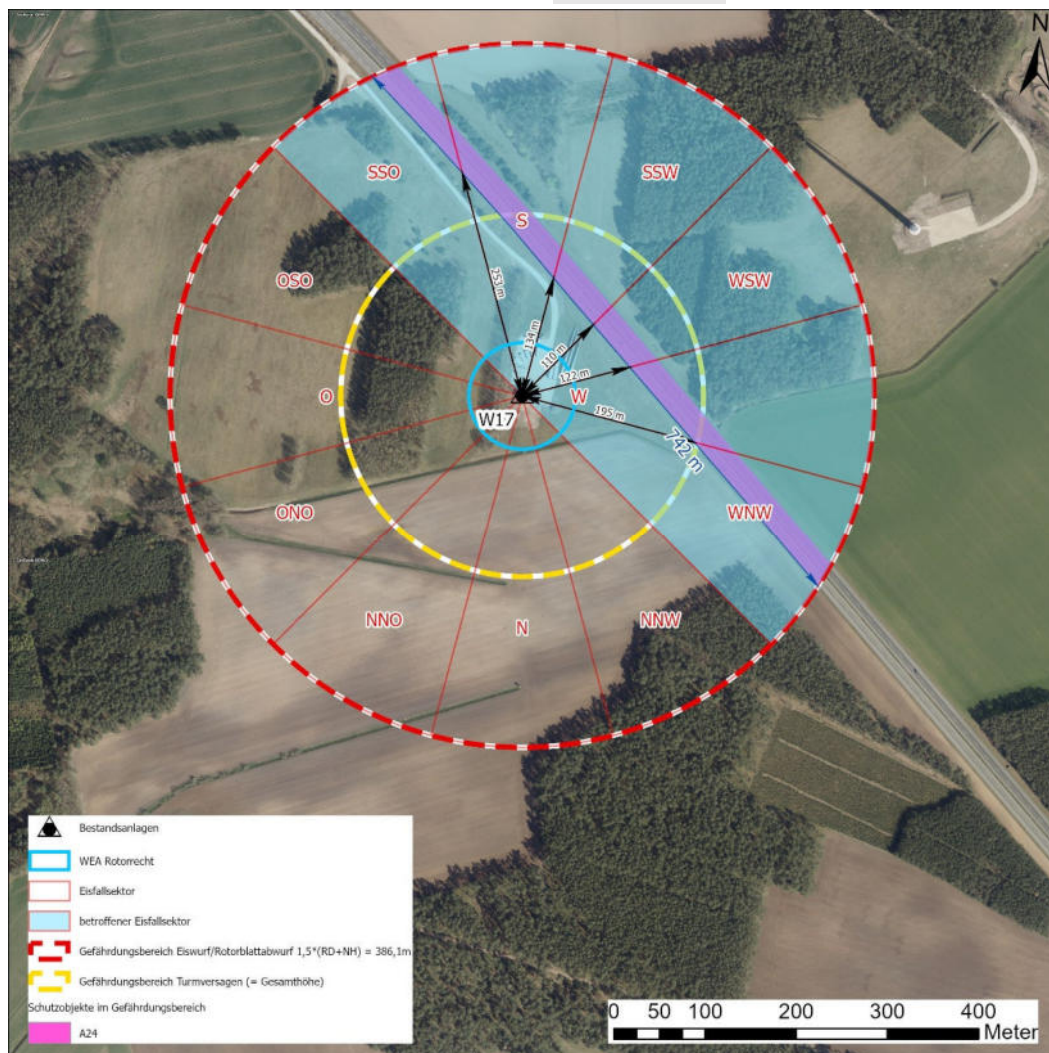 N
SSO
SSW
S
OSO
WSW
253 m
134 m
110 m
122 m
O
W
W17
195 m
742 m
ONO
WNW
NNO
N
NNW
Bestandsanlagen
WEA Rotorrecht
Eisfallsektor
betroffener Eisfallsektor
Gefährdungsbereich Eiswurf/Rotorblattabwurf 1,5*(RD+NH) = 386,1m
Gefährdungsbereich Turmversagen (= Gesamthöhe)
Schutzobjekte im Gefährdungsbereich
A24
0 50 100 200 300 400
Meter